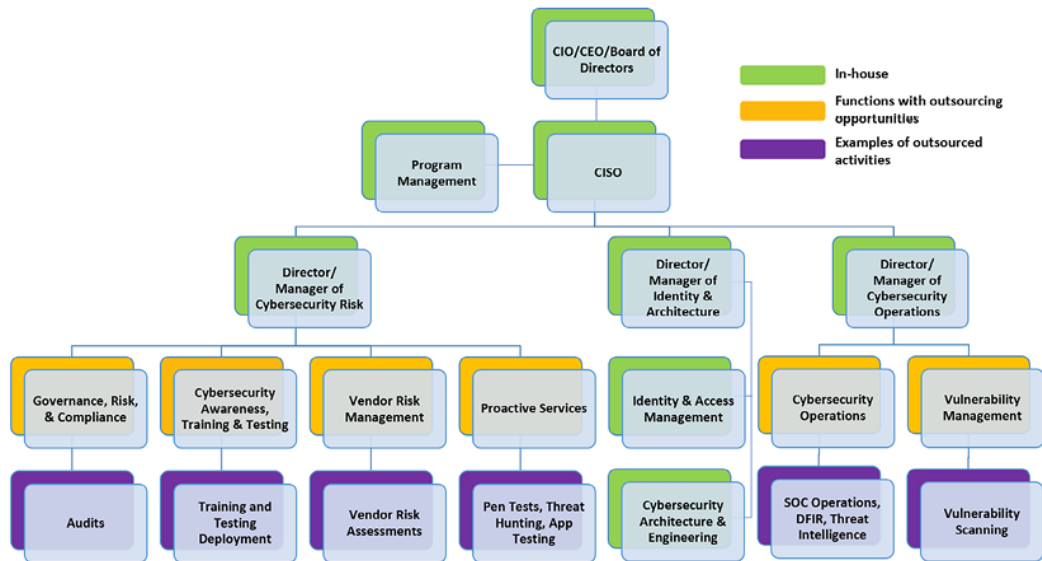 CIO/CEO/Board of
Directors
In-house
Functions with outsourcing
opportunities
Examples of outsourced
activities
Program
Management
CISO
Director/
Manager of
Cybersecurity Risk
Director/
Manager of
Identity &
Architecture
Director/
Manager of
Cybersecurity
Operations
Governance, Risk,
& Compliance
Cybersecurity
Awareness,
Training & Testing
Vendor Risk
Management
Proactive Services
Identity & Access
Management
Cybersecurity
Operations
Vulnerability
Management
Audits
Training and
Testing
Deployment
Vendor Risk
Assessments
Pen Tests, Threat
Hunting, App
Testing
Cybersecurity
Architecture &
Engineering
SOC Operations,
DFIR, Threat
Intelligence
Vulnerability
Scanning